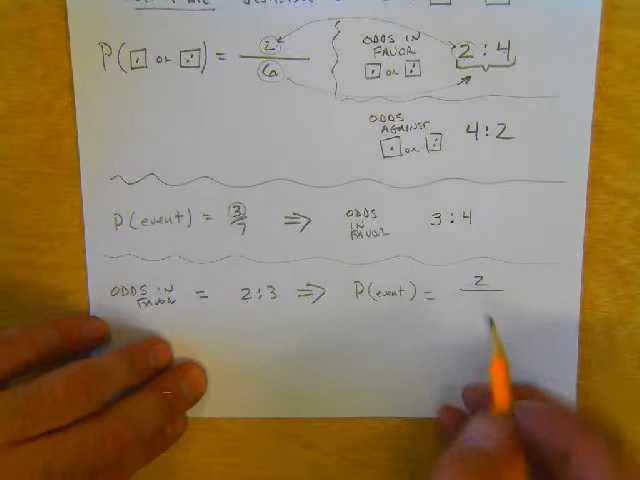 P( or ) = 2/6
ODDS IN FAVOR or 2:4
ODDS AGAINST or 4:2
P(event) = 3/7 ⇒ ODDS IN FAVOR 3:4
ODDS IN FAVOR = 2:3 ⇒ P(event) = 2